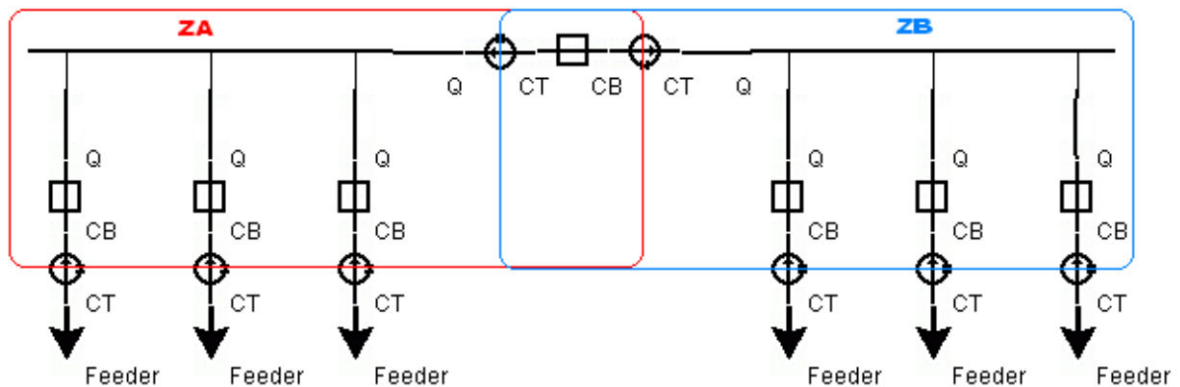 ZA ZB
Q CT CB CT Q
Q Q Q Q Q Q
CB CB CB CB CB CB
CT CT CT CT CT CT
Feeder Feeder Feeder Feeder Feeder Feeder